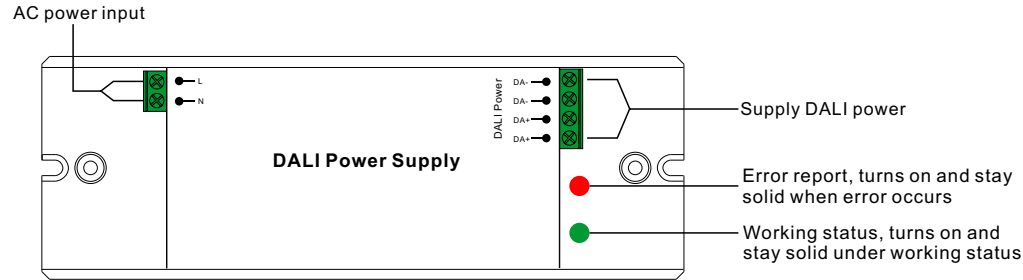 AC power input
L
N
DALI Power
DA-
DA-
DA+
DA+
Supply DALI power
DALI Power Supply
Error report, turns on and stay
solid when error occurs
Working status, turns on and
stay solid under working status